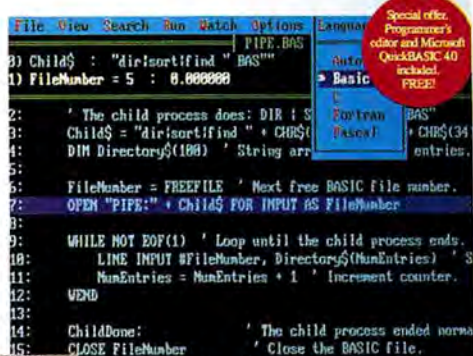 File View Search Run Watch Options Language
PIPE.BAS
0) Child$ : "dir|sort|find " BAS""
1) FileNumber = 5 : 0.000000
Auto
Basic
C
Fortran
Pascal
Special offer.
Programmer's
editor and Microsoft
QuickBASIC 4.0
included.
FREE!
2: ' The child process does: DIR | S BAS"
3: Child$ = "dir|sort|find " + CHR$( + CHR$(34
4: DIM Directory$(100) ' String arr entries.
5:
6: FileNumber = FREEFILE ' Next free BASIC file number.
7: OPEN "PIPE:" + Child$ FOR INPUT AS FileNumber
8:
9: WHILE NOT EOF(1) ' Loop until the child process ends.
10: LINE INPUT #FileNumber, Directory$(NumEntries) ' S
11: NumEntries = NumEntries + 1 ' Increment counter.
12: WEND
13:
14: ChildDone: ' The child process ended norma
15: CLOSE FileNumber ' Close the BASIC file.